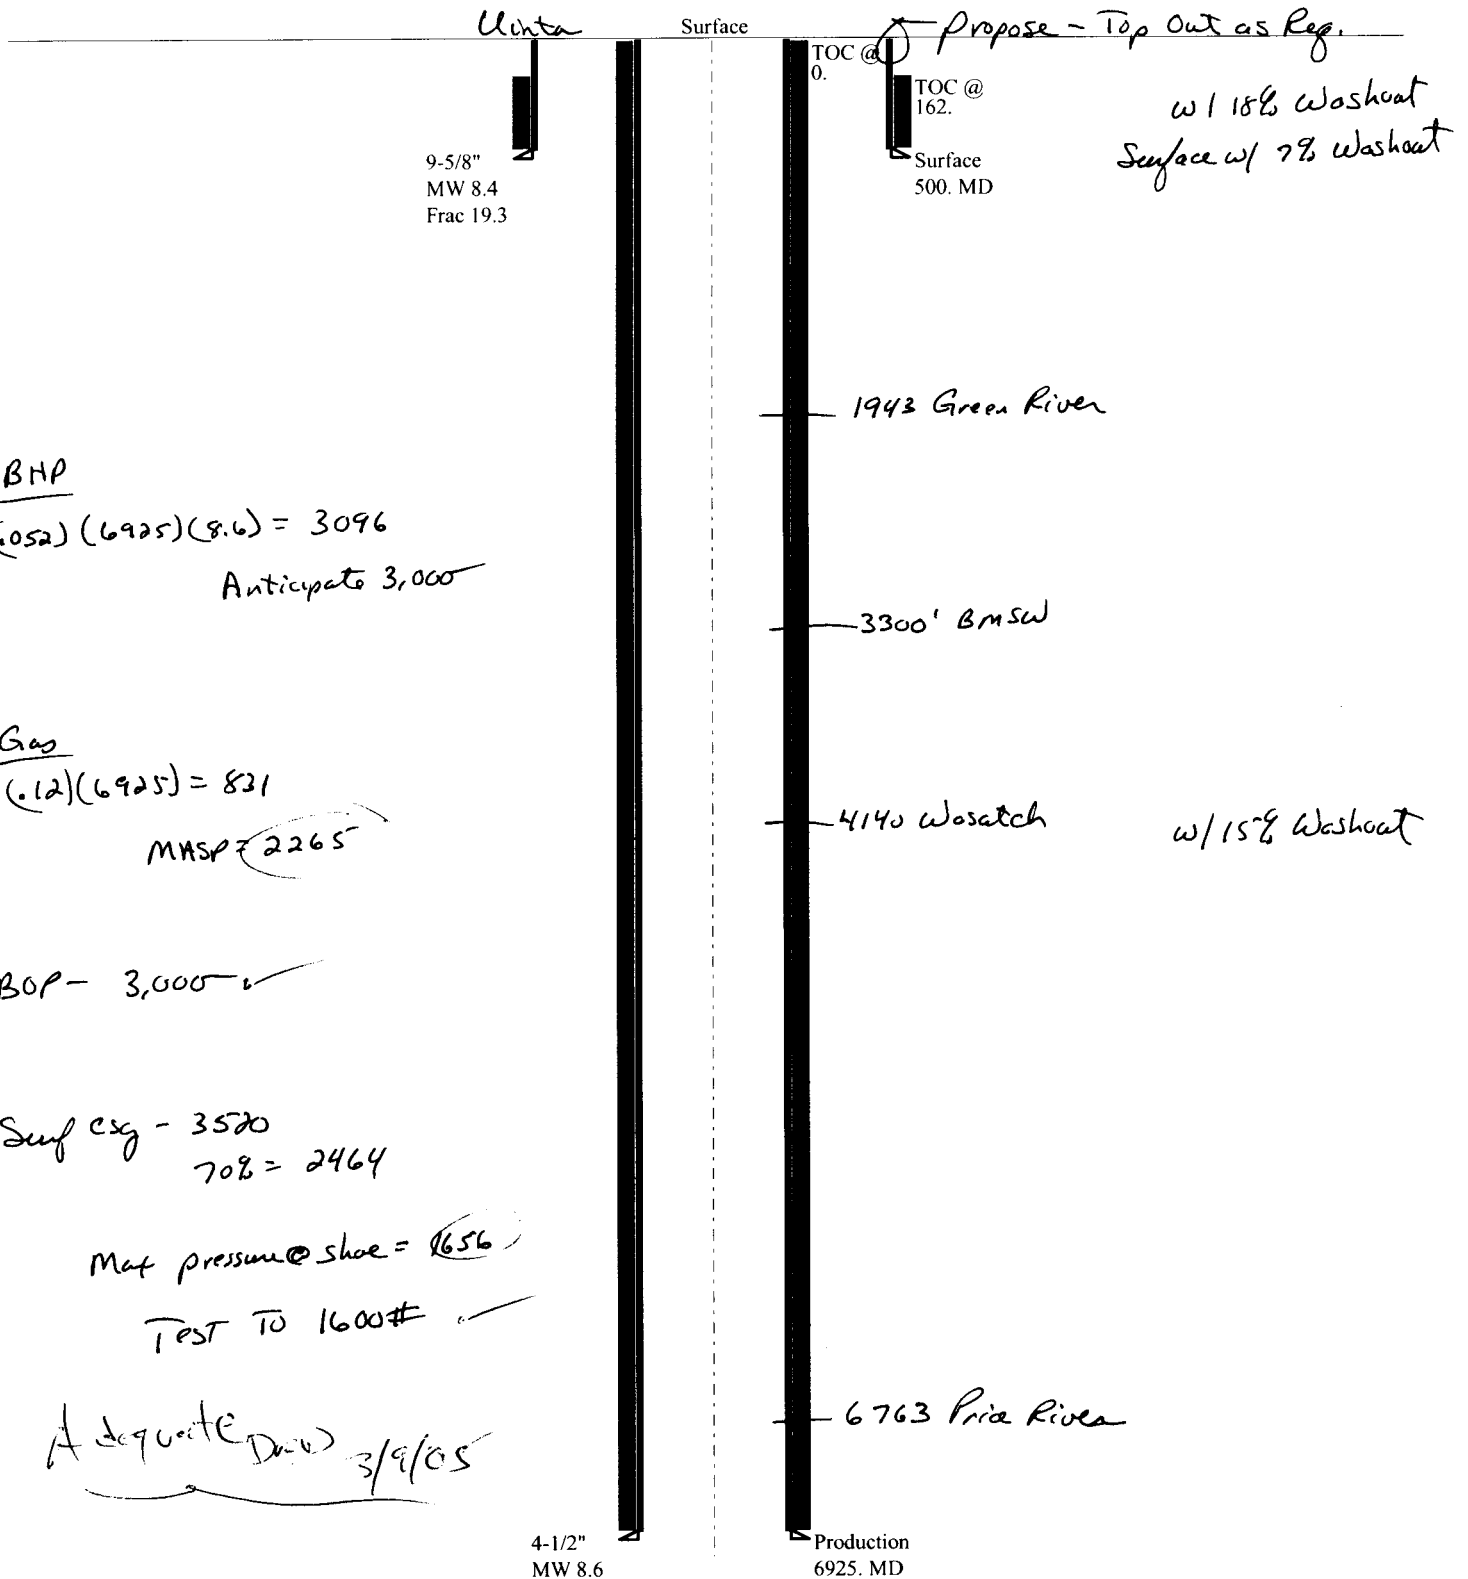 Uinta
Surface
Propose - Top Out as Req.
TOC @
0.
TOC @
162.
w/ 18% Washout
Surface w/ 7% Washout
9-5/8"
MW 8.4
Frac 19.3
Surface
500. MD
1943 Green River
BHP
(.052)(6925)(8.6) = 3096
Anticipate 3,000
3300' BMSW
Gas
(.12)(6925) = 831
MASP = 2265
4140 Wasatch
w/ 15% Washout
BOP - 3,000 ✓
Surf csg - 3520
70% = 2464
Max pressure @ shoe = 1656
Test To 1600# ✓
6763 Price River
Adequate 3/9/05
4-1/2"
MW 8.6
Production
6925. MD